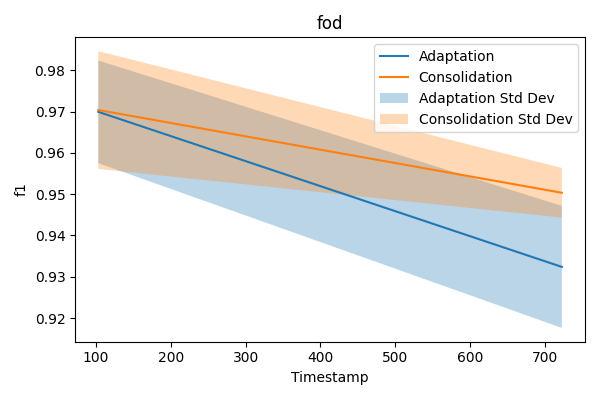 fod
Adaptation
Consolidation
Adaptation Std Dev
Consolidation Std Dev
f1
0.98
0.97
0.96
0.95
0.94
0.93
0.92
100 200 300 400 500 600 700
Timestamp